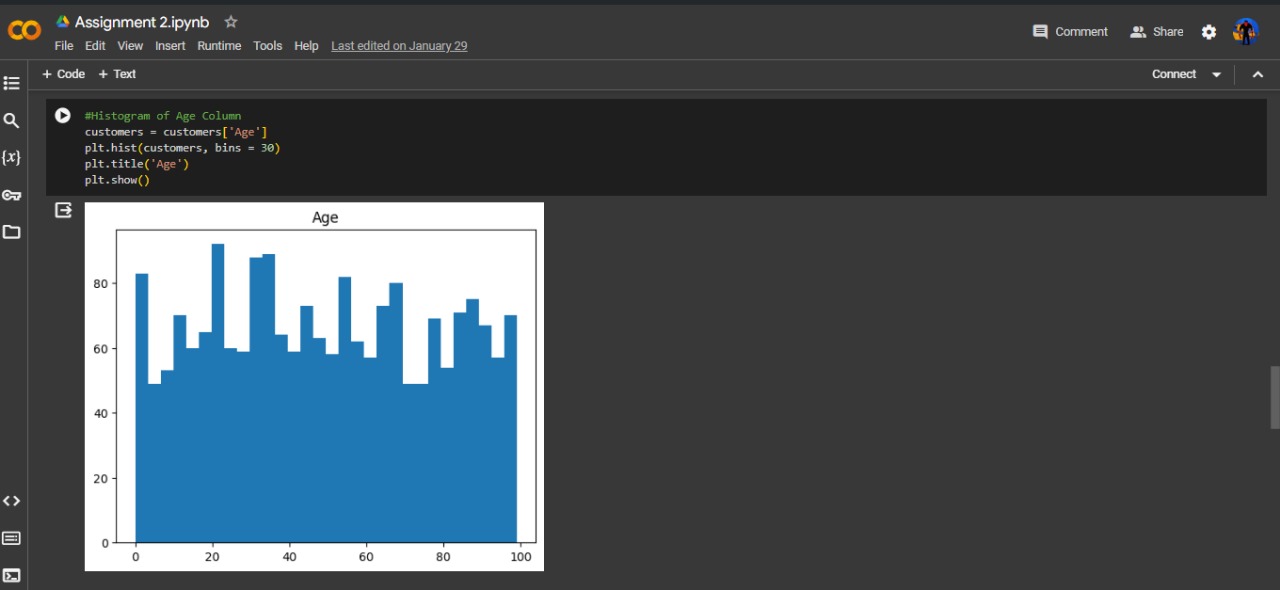 Assignment 2.ipynb
File Edit View Insert Runtime Tools Help Last edited on January 29
Comment Share
+ Code + Text
Connect
{x}
#Histogram of Age Column
customers = customers['Age']
plt.hist(customers, bins = 30)
plt.title('Age')
plt.show()
Age
80
60
40
20
0
0 20 40 60 80 100